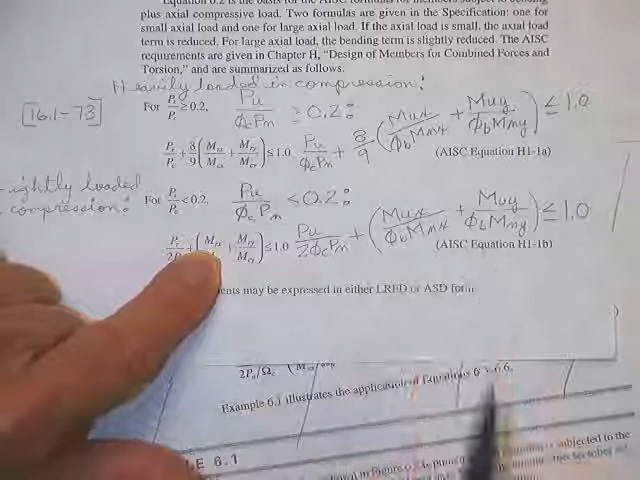 Equation 6.2 is the basis for the AISC formulas for members subject to bending
plus axial compressive load. Two formulas are given in the Specification: one for
small axial load and one for large axial load. If the axial load is small, the axial load
term is reduced. For large axial load, the bending term is slightly reduced. The AISC
requirements are given in Chapter H, “Design of Members for Combined Forces and
Torsion,” and are summarized as follows:
Heavily loaded in compression:
[16.1-73]
For Pr/Pc ≥ 0.2, Pu/ΦcPn ≥ 0.2:
Pr/Pc + 8/9 (Mrx/Mcx + Mry/Mcy) ≤ 1.0 Pu/ΦcPn + 8/9 (Mux/ΦbMnx + Muy/ΦbMny) ≤ 1.0
(AISC Equation H1-1a)
ightly loaded
compression:
For Pr/Pc < 0.2, Pu/ΦcPn < 0.2:
≤ 1.0 Pu/2ΦcPn + (Mux/ΦbMnx + Muy/ΦbMny) ≤ 1.0
(AISC Equation H1-1b)
ents may be expressed in either LRFD or ASD form.
2Pn/Ωc
Example 6.1 illustrates the application of Equations
LE 6.1
is subjected to the